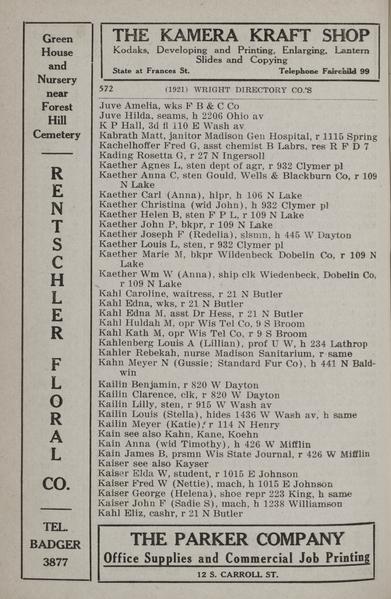 Green
House
and
Nursery
near
Forest
Hill
Cemetery
RENTSCHLER FLORAL CO.
TEL.
BADGER
3877
THE KAMERA KRAFT SHOP
Kodaks, Developing and Printing, Enlarging, Lantern
Slides and Copying
State at Frances St. Telephone Fairchild 99
572 (1921) WRIGHT DIRECTORY CO.'S
Juve Amelia, wks F B & C Co
Juve Hilda, seams, h 2206 Ohio av
K P Hall, 3d fl 110 E Wash av
Kabrath Matt, janitor Madison Gen Hospital, r 1115 Spring
Kachelhoffer Fred G, asst chemist B Labrs, res R F D 7
Kading Rosetta G, r 27 N Ingersoll
Kaether Agnes L, sten dept of agr, r 932 Clymer pl
Kaether Anna C, sten Gould, Wells & Blackburn Co, r 109
N Lake
Kaether Carl (Anna), hlpr, h 106 N Lake
Kaether Christina (wid John), h 932 Clymer pl
Kaether Helen B, sten F P L, r 109 N Lake
Kaether John P, bkpr, r 109 N Lake
Kaether Joseph F (Redelia), slsmn, h 445 W Dayton
Kaether Louis L, sten, r 932 Clymer pl
Kaether Marie M, bkpr Wildenbeck Dobelin Co, r 109 N
Lake
Kaether Wm W (Anna), ship clk Wiedenbeck, Dobelin Co,
r 109 N Lake
Kahl Caroline, waitress, r 21 N Butler
Kahl Edna, wks, r 21 N Butler
Kahl Edna M, asst Dr Hess, r 21 N Butler
Kahl Huldah M, opr Wis Tel Co, 9 S Broom
Kahl Kath M, opr Wis Tel Co, r 9 S Broom
Kahlenberg Louis A (Lillian), prof U W, h 234 Lathrop
Kahler Rebekah, nurse Madison Sanitarium, r same
Kahn Meyer N (Gussie; Standard Fur Co), h 441 N Bald-
win
Kailin Benjamin, r 820 W Dayton
Kailin Clarence, clk, r 820 W Dayton
Kailin Lilly, sten, r 915 W Wash av
Kailin Louis (Stella), hides 1436 W Wash av, h same
Kailin Meyer (Katie), r 114 N Henry
Kain see also Kahn, Kane, Koehn
Kain Anna (wid Timothy), h 426 W Mifflin
Kain James B, prsmn Wis State Journal, r 426 W Mifflin
Kaiser see also Kayser
Kaiser Elda W, student, r 1015 E Johnson
Kaiser Fred W (Nettie), mach, h 1015 E Johnson
Kaiser George (Helena), shoe repr 223 King, h same
Kaiser John F (Sadie S), mach, h 1238 Williamson
Kahl Eliz, cashr, r 21 N Butler
THE PARKER COMPANY
Office Supplies and Commercial Job Printing
12 S. CARROLL ST.